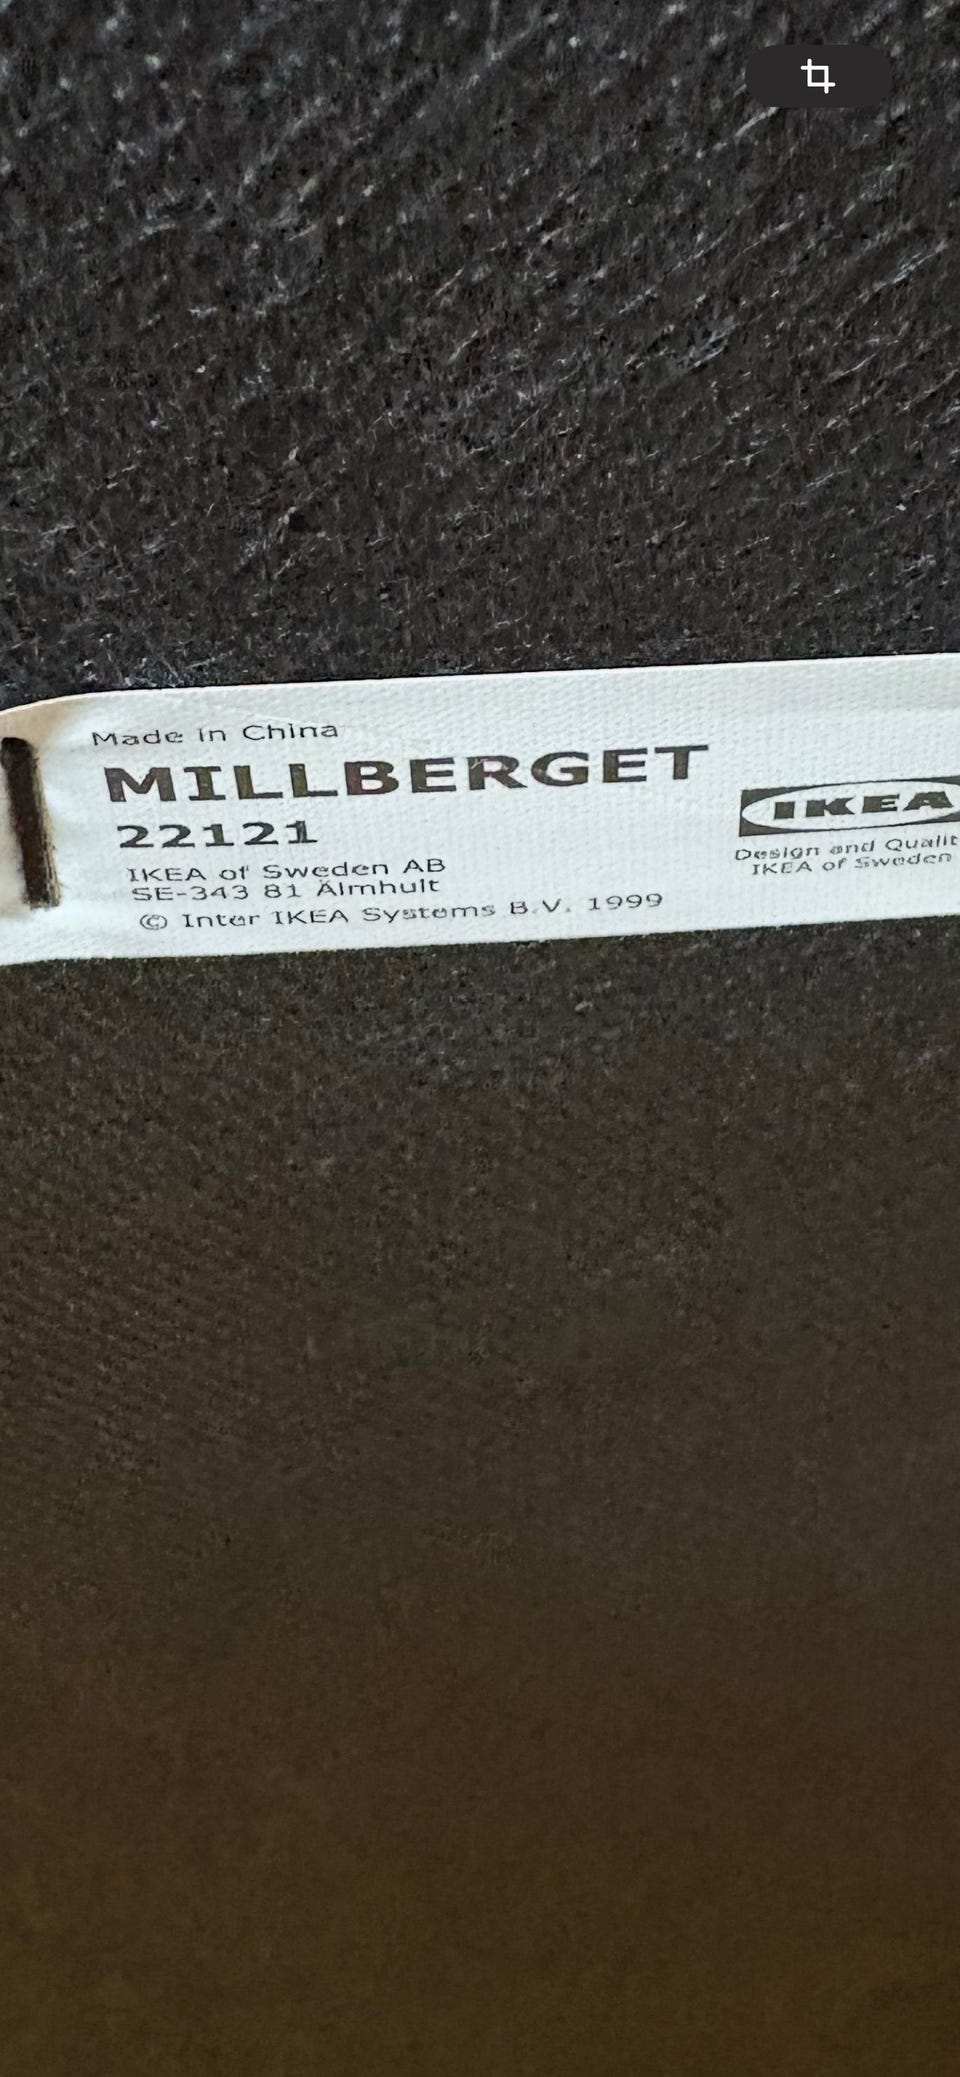 Made in China
MILLBERGET
22121
IKEA of Sweden AB
SE-343 81 Älmhult
© Inter IKEA Systems B.V. 1999
IKEA
Design and Qualit
IKEA of Sweden